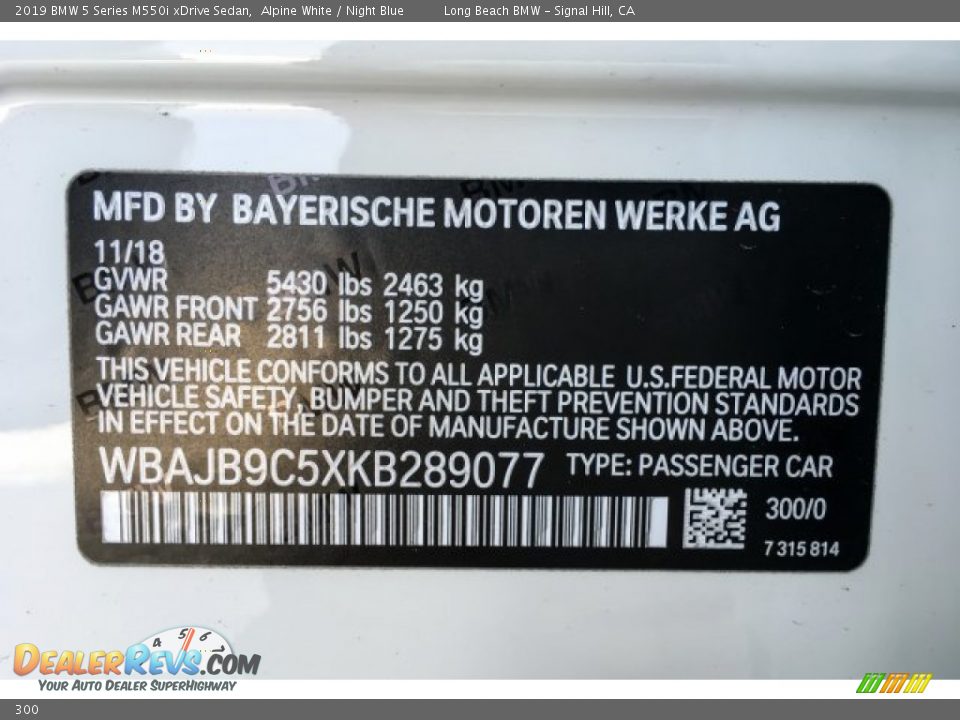 2019 BMW 5 Series M550i xDrive Sedan, Alpine White / Night Blue Long Beach BMW – Signal Hill, CA
MFD BY BAYERISCHE MOTOREN WERKE AG
11/18
GVWR 5430 lbs 2463 kg
GAWR FRONT 2756 lbs 1250 kg
GAWR REAR 2811 lbs 1275 kg
THIS VEHICLE CONFORMS TO ALL APPLICABLE U.S.FEDERAL MOTOR
VEHICLE SAFETY, BUMPER AND THEFT PREVENTION STANDARDS
IN EFFECT ON THE DATE OF MANUFACTURE SHOWN ABOVE.
WBAJB9C5XKB289077 TYPE: PASSENGER CAR
300/0
7 315 814
4 5 6 7
DEALERREVS.COM
YOUR AUTO DEALER SUPERHIGHWAY
300